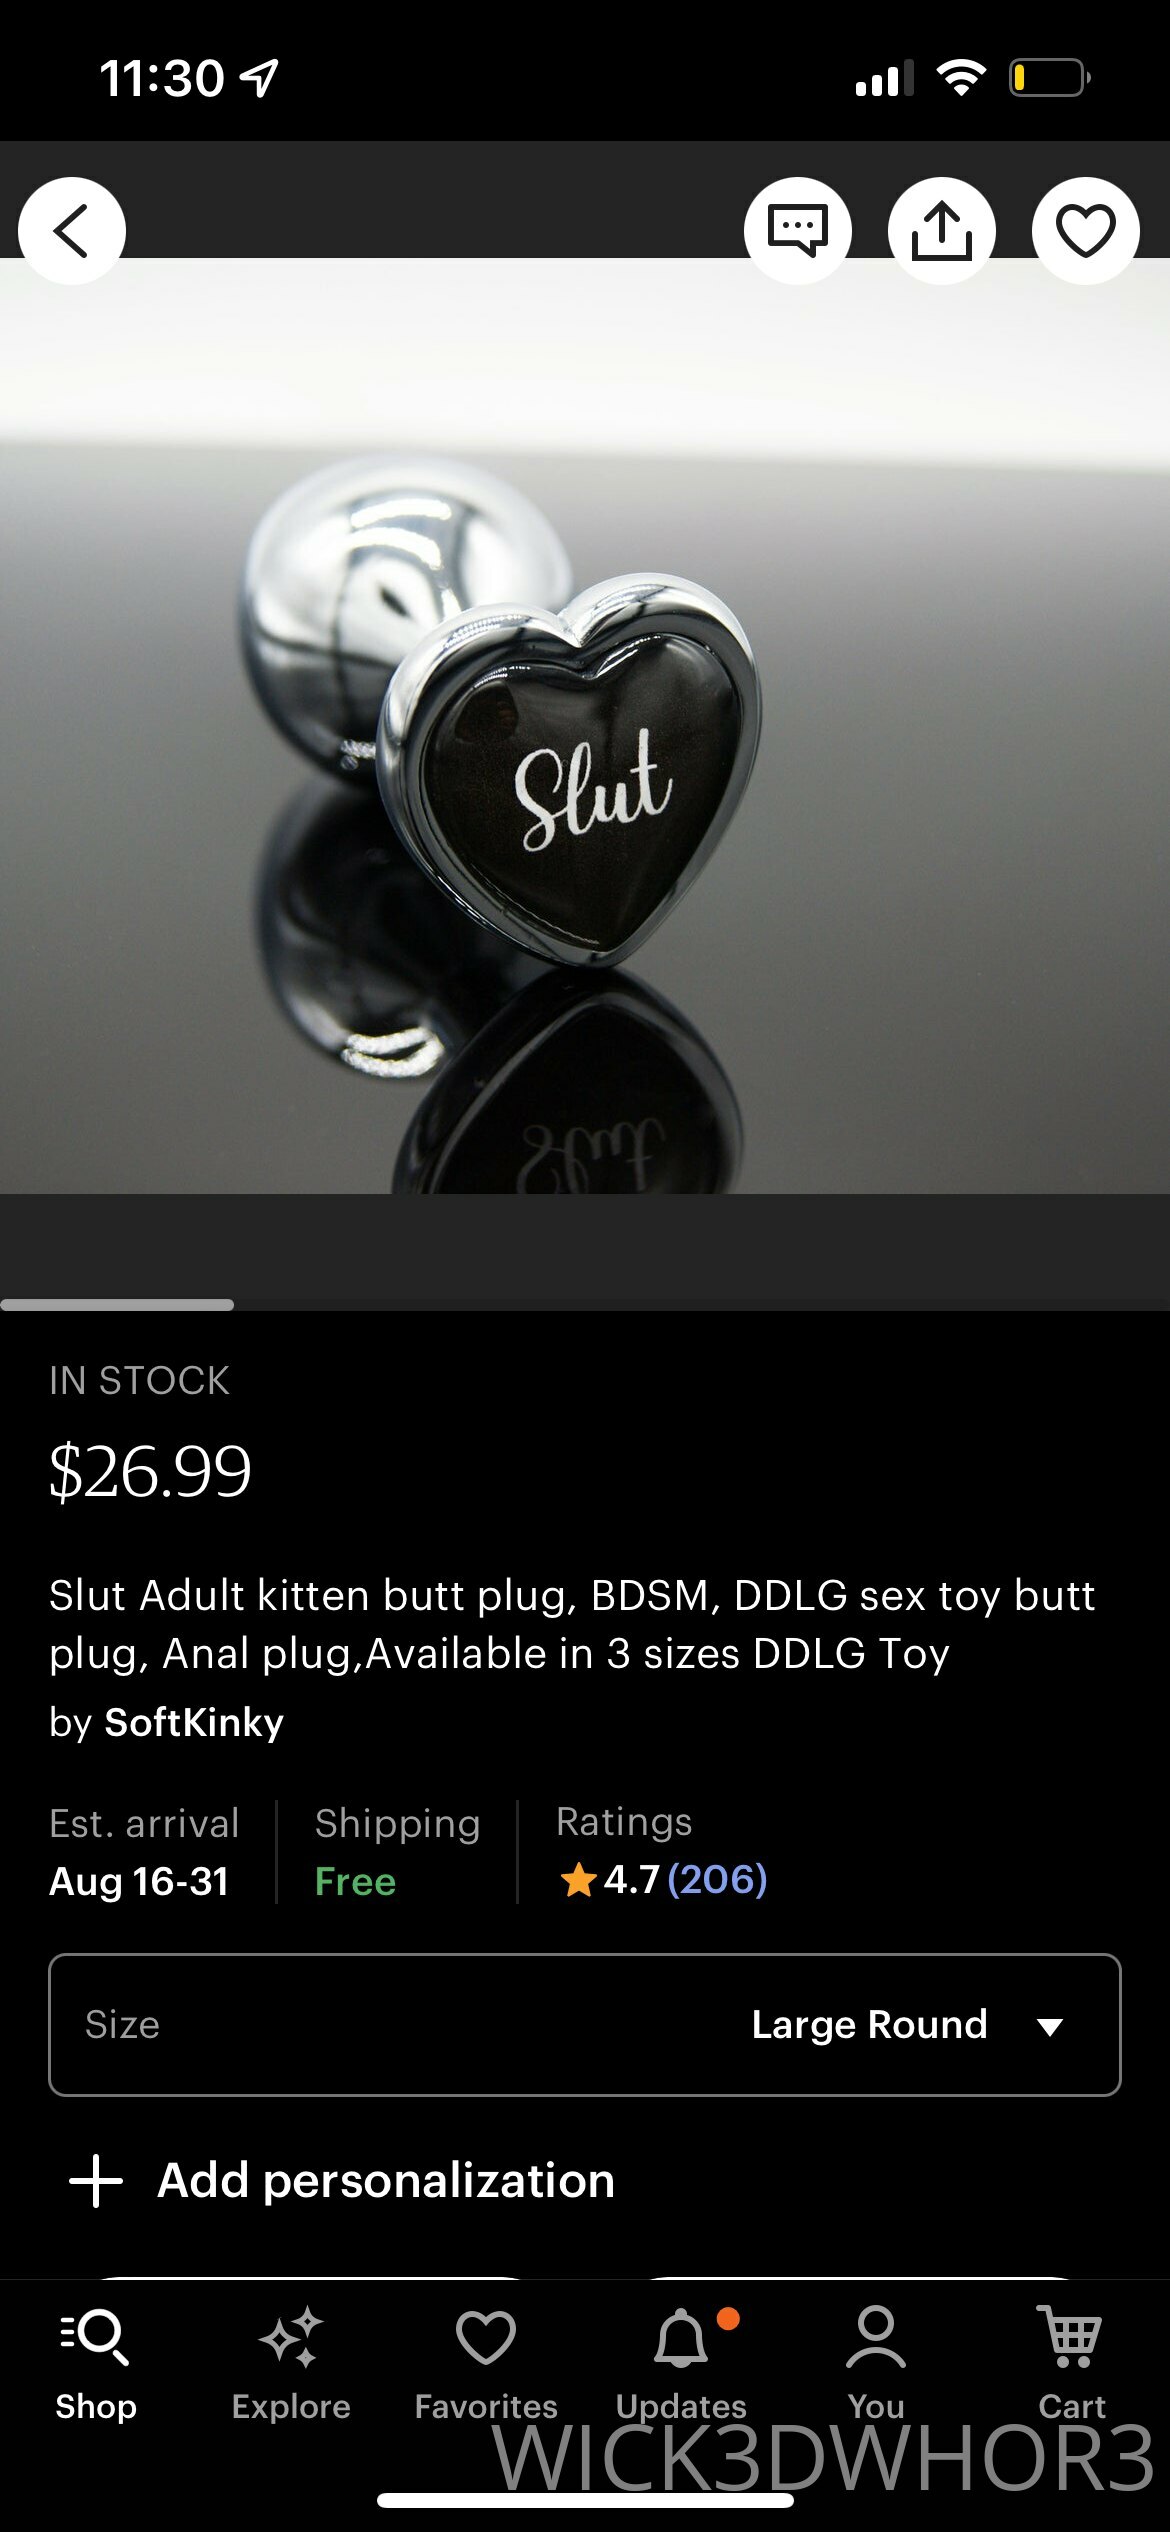 11:30
Slut
IN STOCK
$26.99
Slut Adult kitten butt plug, BDSM, DDLG sex toy butt
plug, Anal plug,Available in 3 sizes DDLG Toy
by SoftKinky
Est. arrival
Aug 16-31
Shipping
Free
Ratings
4.7 (206)
Size
Large Round
Add personalization
Shop
Explore
Favorites
Updates
You
Cart
WICK3DWHOR3